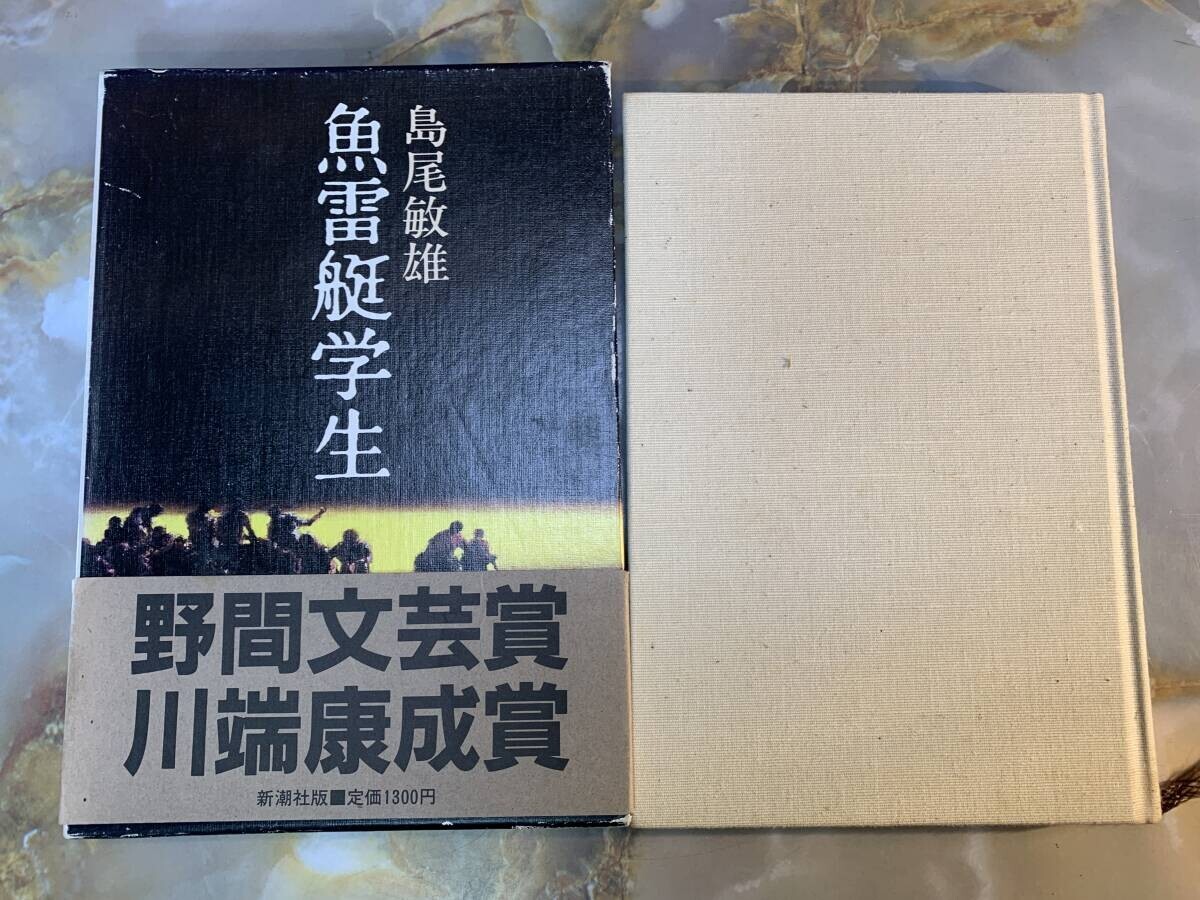 島尾敏雄
魚雷艇学生
野間文芸賞
川端康成賞
新潮社版■定価1300円